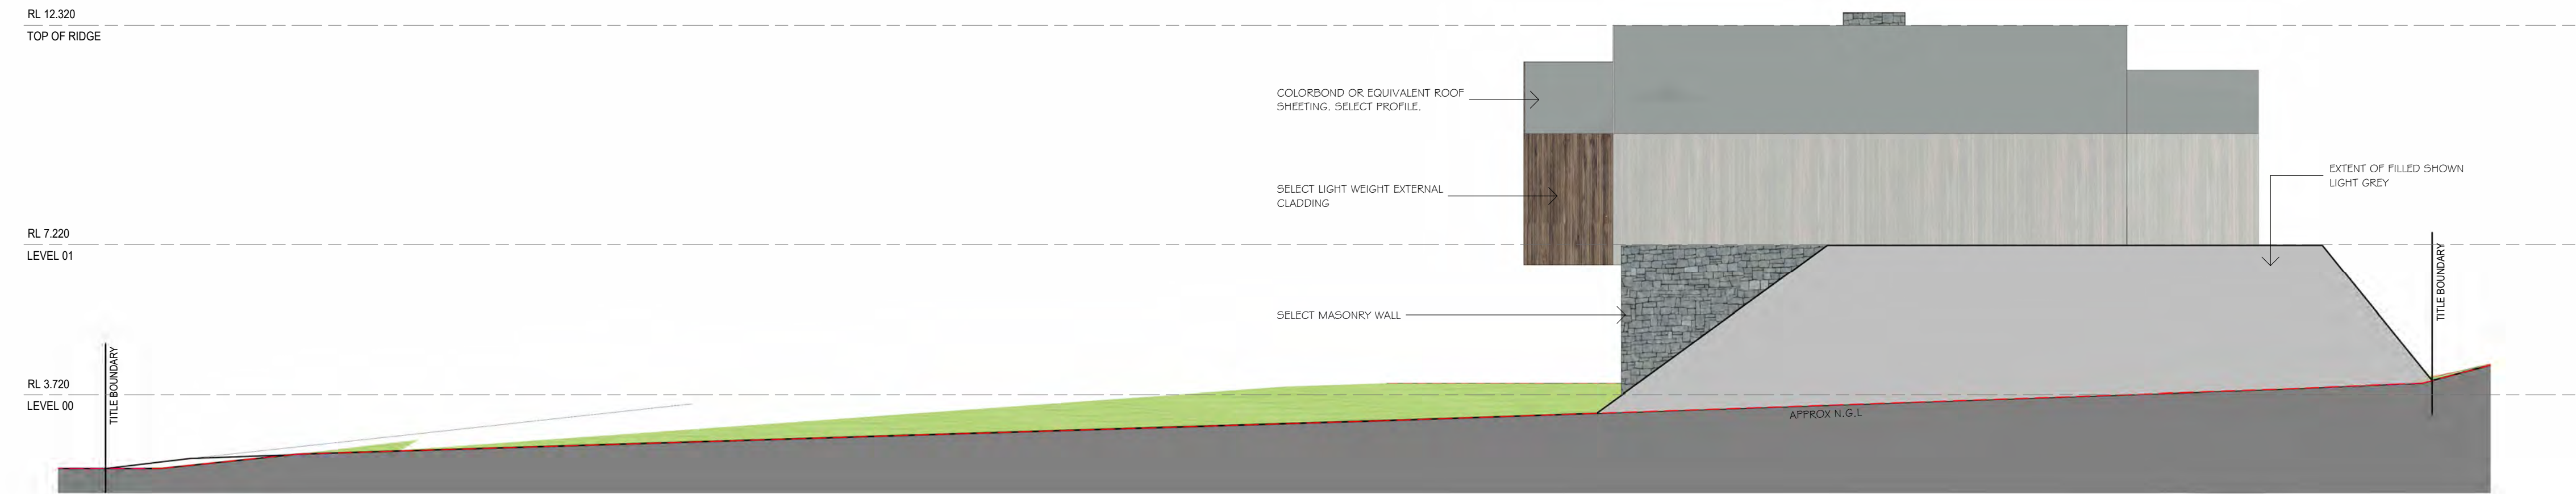 RL 12.320
TOP OF RIDGE
COLORBOND OR EQUIVALENT ROOF
SHEETING. SELECT PROFILE.
SELECT LIGHT WEIGHT EXTERNAL
CLADDING
EXTENT OF FILLED SHOWN
LIGHT GREY
RL 7.220
LEVEL 01
TITLE BOUNDARY
SELECT MASONRY WALL
RL 3.720
LEVEL 00
TITLE BOUNDARY
APPROX N.G.L